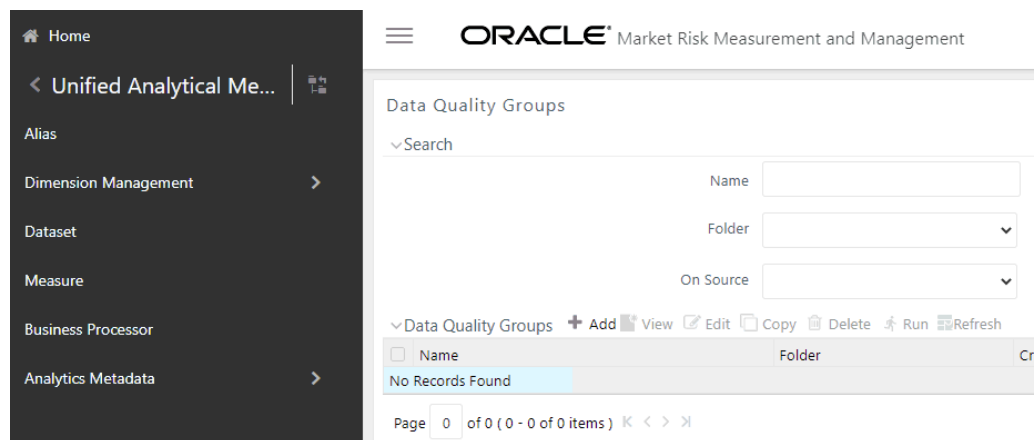 Home
Unified Analytical Me...
Alias
Dimension Management
Dataset
Measure
Business Processor
Analytics Metadata
ORACLE® Market Risk Measurement and Management
Data Quality Groups
Search
Name
Folder
On Source
Data Quality Groups Add View Edit Copy Delete Run Refresh
Name Folder Cr
No Records Found
Page 0 of 0 ( 0 - 0 of 0 items )